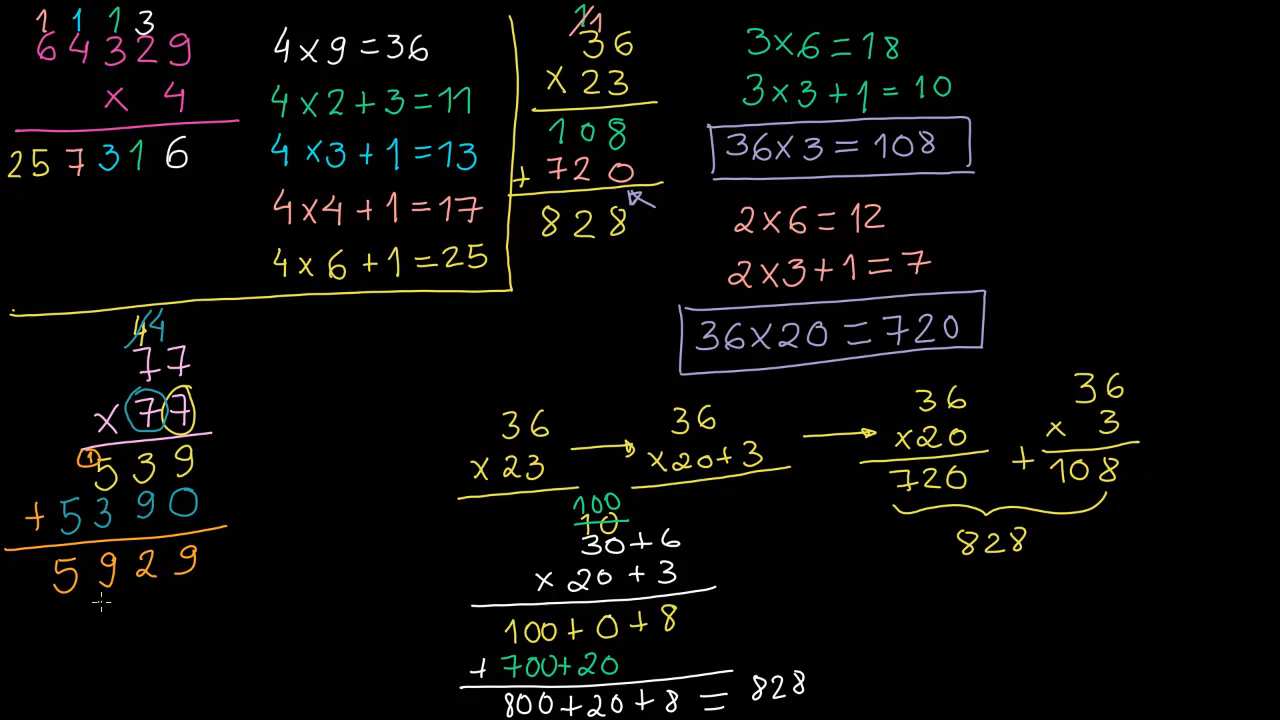 1 1 1 3
64329
x 4
257316
4 x 9 = 36
4 x 2 + 3 = 11
4 x 3 + 1 = 13
4 x 4 + 1 = 17
4 x 6 + 1 = 25
1 1
36
x 23
108
+ 720
828
3 x 6 = 18
3 x 3 + 1 = 10
36 x 3 = 108
2 x 6 = 12
2 x 3 + 1 = 7
36 x 20 = 720
4 4
77
x 77
1
539
+ 5390
5929
36
x 23
36
x 20 + 3
36
x 20
720
+
36
x 3
108
828
100
10
30 + 6
x 20 + 3
100 + 0 + 8
+ 700 + 20
800 + 20 + 8 = 828